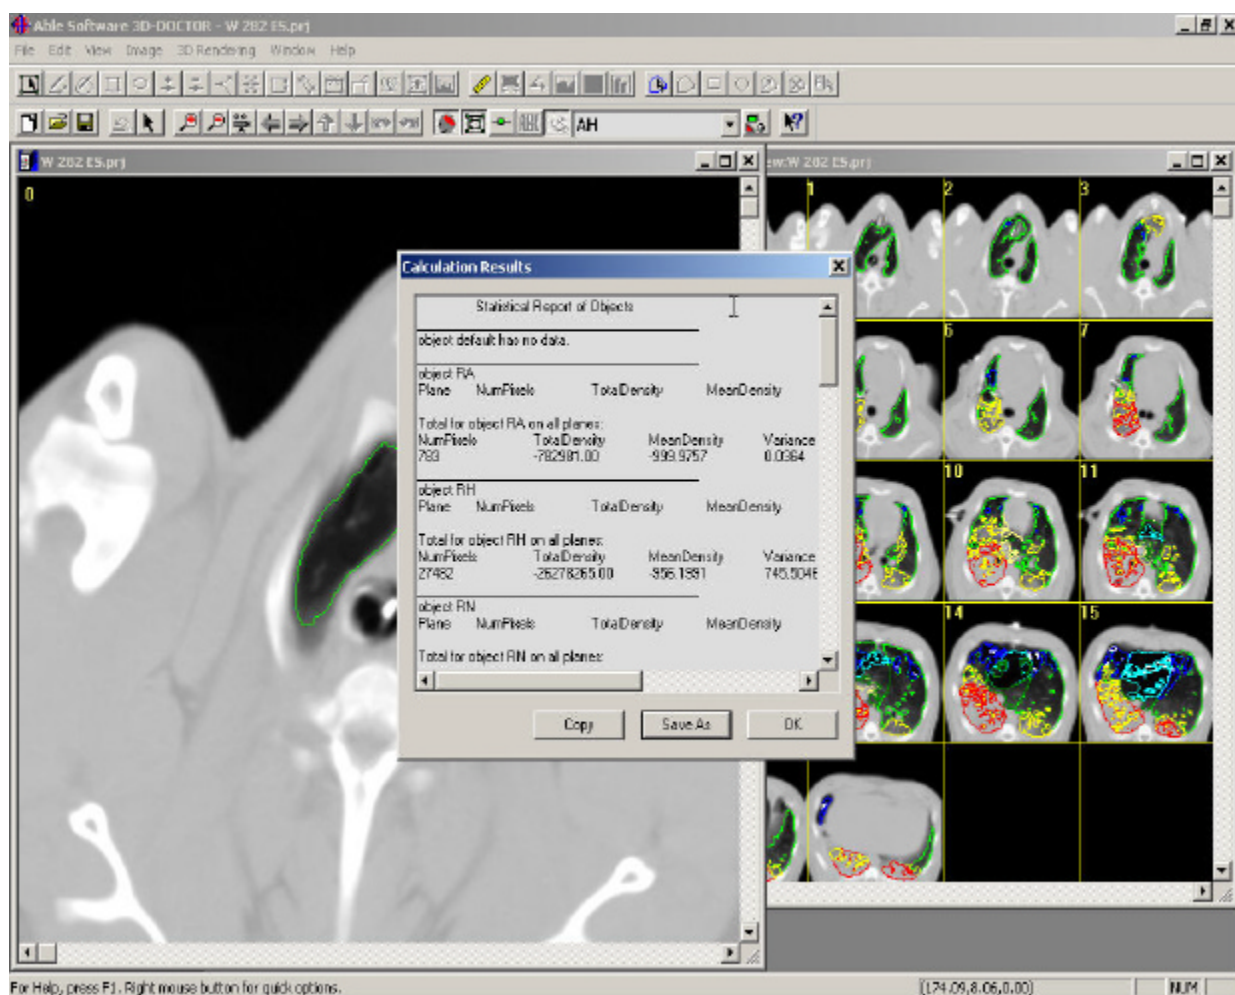 Able Software 3D-DOCTOR - W 282 ES.prj
File Edit View Image 3D Rendering Window Help
AH
W 282 ES.prj
ew:W 282 ES.prj
0
1 2 3
6 7
10 11
14 15
Calculation Results
Statistical Report of Objects
object default has no data.
object RA
Plane NumPixels TotalDensity MeanDensity
Total for object RA on all planes:
NumPixels TotalDensity MeanDensity Variance
783 -782981.00 -999.9757 0.0364
object RH
Plane NumPixels TotalDensity MeanDensity
Total for object RH on all planes:
NumPixels TotalDensity MeanDensity Variance
27482 -26278265.00 -956.1991 745.5046
object RN
Plane NumPixels TotalDensity MeanDensity
Total for object RN on all planes:
Copy Save As OK
For Help, press F1. Right mouse button for quick options.
(174.09,8.06,0.00) NUM